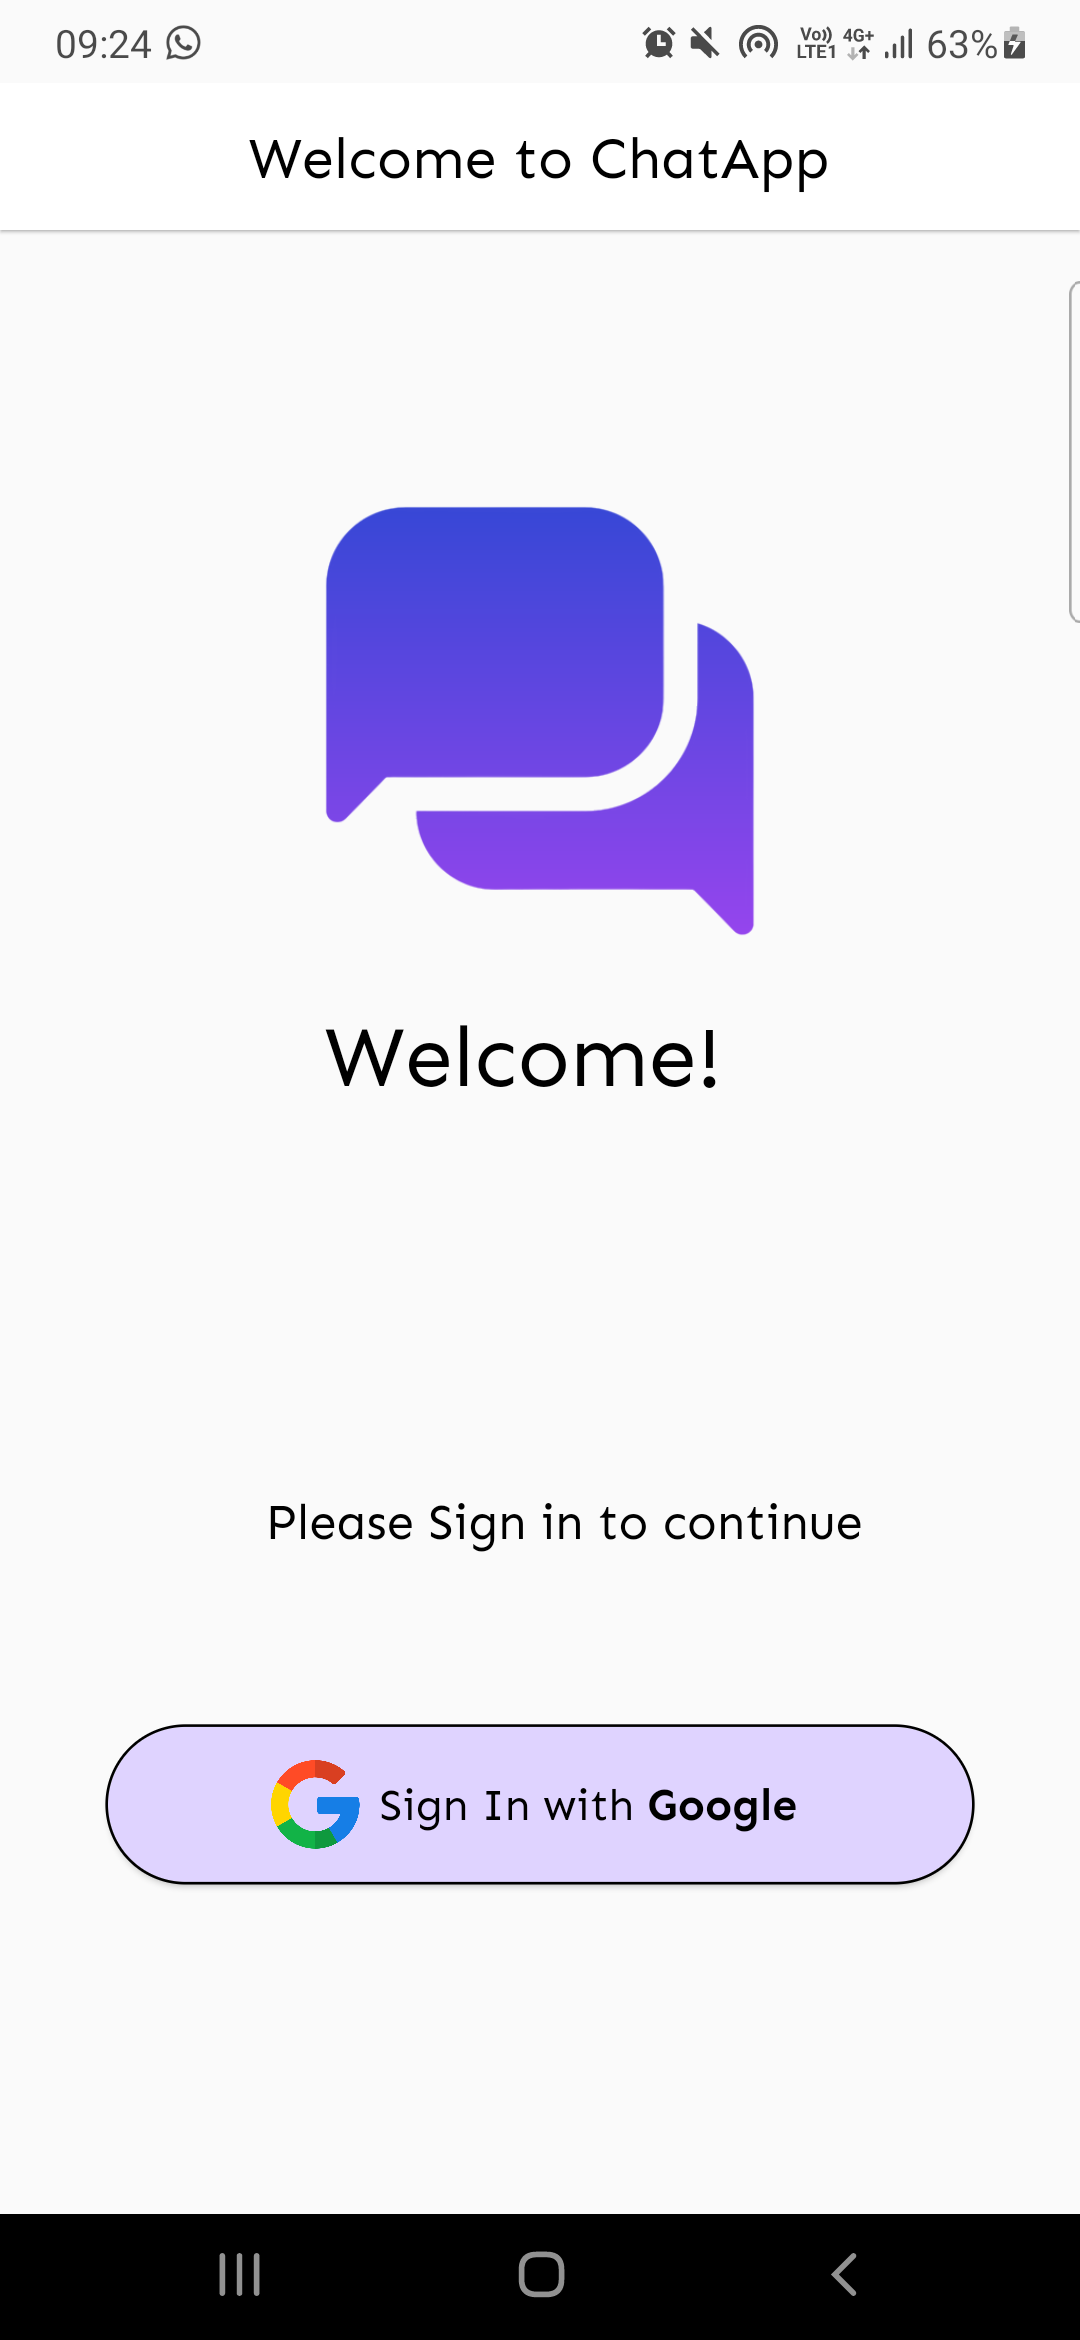 09:24 Vo)) LTE1 4G+ 63%
Welcome to ChatApp
Welcome!
Please Sign in to continue
Sign In with Google